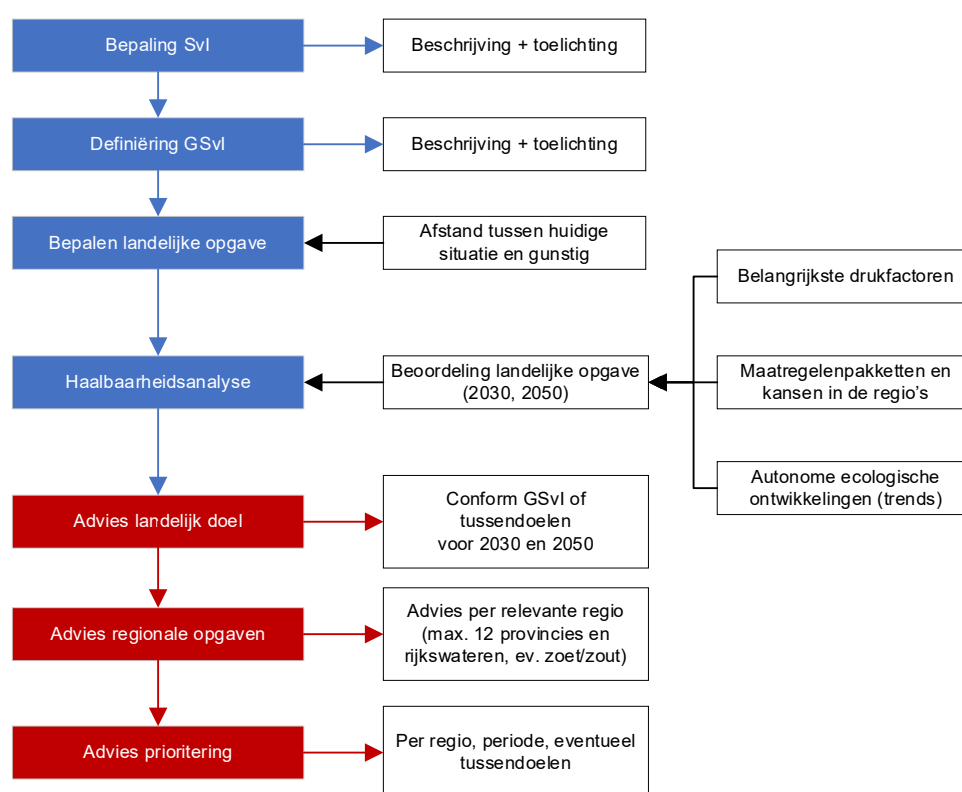 Bepaling SvI
Beschrijving + toelichting
Definiëring GSvI
Beschrijving + toelichting
Bepalen landelijke opgave
Afstand tussen huidige
situatie en gunstig
Belangrijkste drukfactoren
Haalbaarheidsanalyse
Beoordeling landelijke opgave
(2030, 2050)
Maatregelenpakketten en
kansen in de regio's
Autonome ecologische
ontwikkelingen (trends)
Advies landelijk doel
Conform GSvI of
tussendoelen
voor 2030 en 2050
Advies regionale opgaven
Advies per relevante regio
(max. 12 provincies en
rijkswateren, ev. zoet/zout)
Advies prioritering
Per regio, periode, eventueel
tussendoelen